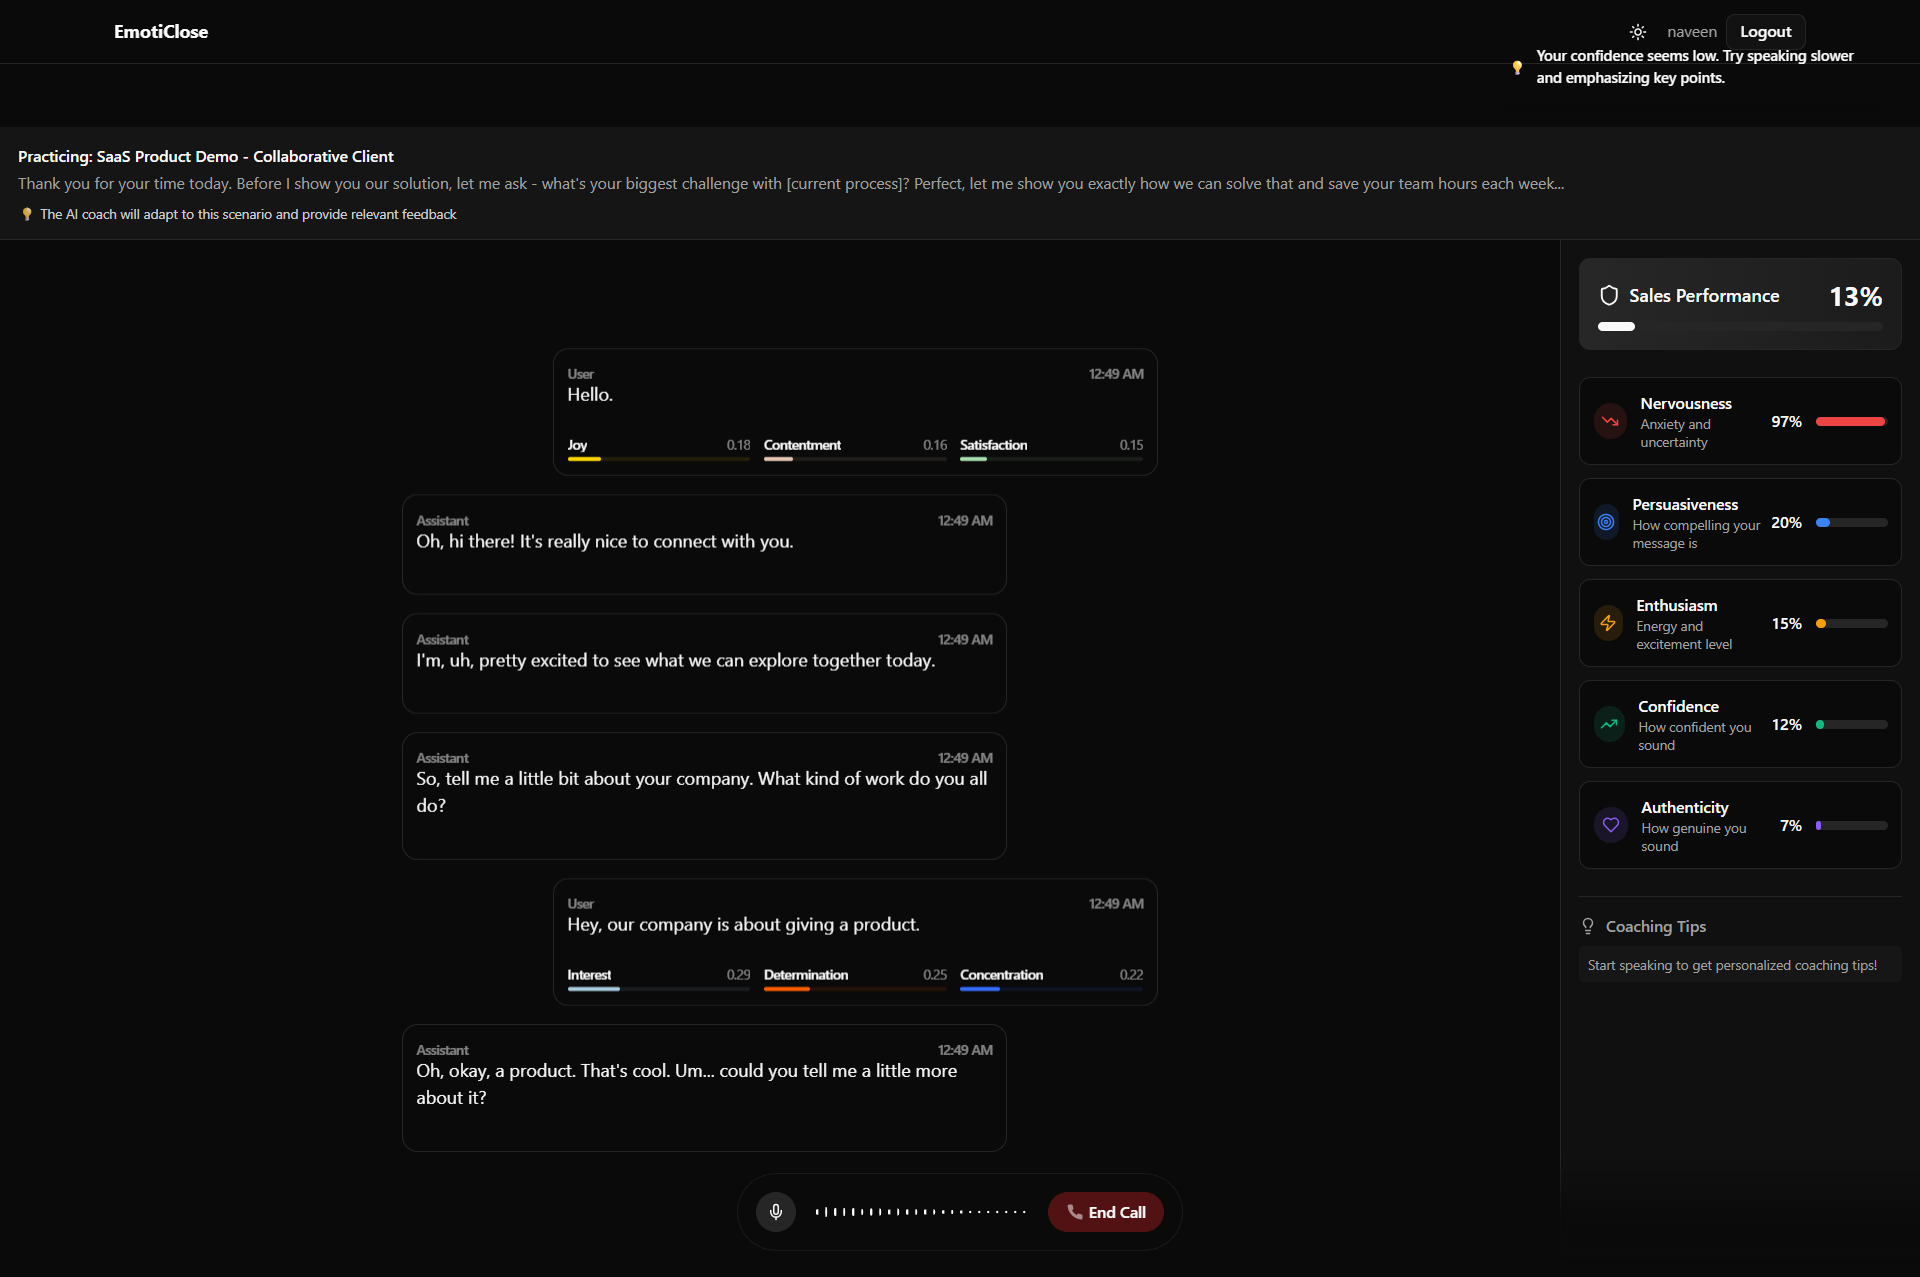 EmotiClose
naveen
Logout
Your confidence seems low. Try speaking slower
and emphasizing key points.
Practicing: SaaS Product Demo - Collaborative Client
Thank you for your time today. Before I show you our solution, let me ask - what's your biggest challenge with [current process]? Perfect, let me show you exactly how we can solve that and save your team hours each week...
The AI coach will adapt to this scenario and provide relevant feedback
User 12:49 AM
Hello.
Joy 0.18 Contentment 0.16 Satisfaction 0.15
Assistant 12:49 AM
Oh, hi there! It's really nice to connect with you.
Assistant 12:49 AM
I'm, uh, pretty excited to see what we can explore together today.
Assistant 12:49 AM
So, tell me a little bit about your company. What kind of work do you all
do?
User 12:49 AM
Hey, our company is about giving a product.
Interest 0.29 Determination 0.25 Concentration 0.22
Assistant 12:49 AM
Oh, okay, a product. That's cool. Um... could you tell me a little more
about it?
End Call
Sales Performance 13%
Nervousness
Anxiety and
uncertainty
97%
Persuasiveness
How compelling your
message is
20%
Enthusiasm
Energy and
excitement level
15%
Confidence
How confident you
sound
12%
Authenticity
How genuine you
sound
7%
Coaching Tips
Start speaking to get personalized coaching tips!